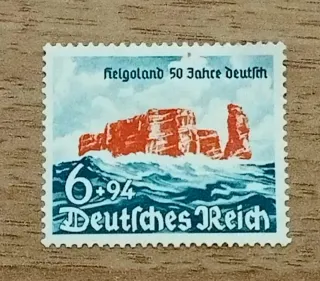 Helgoland 50 Jahre deutſch
6+94
Deutſches Reich